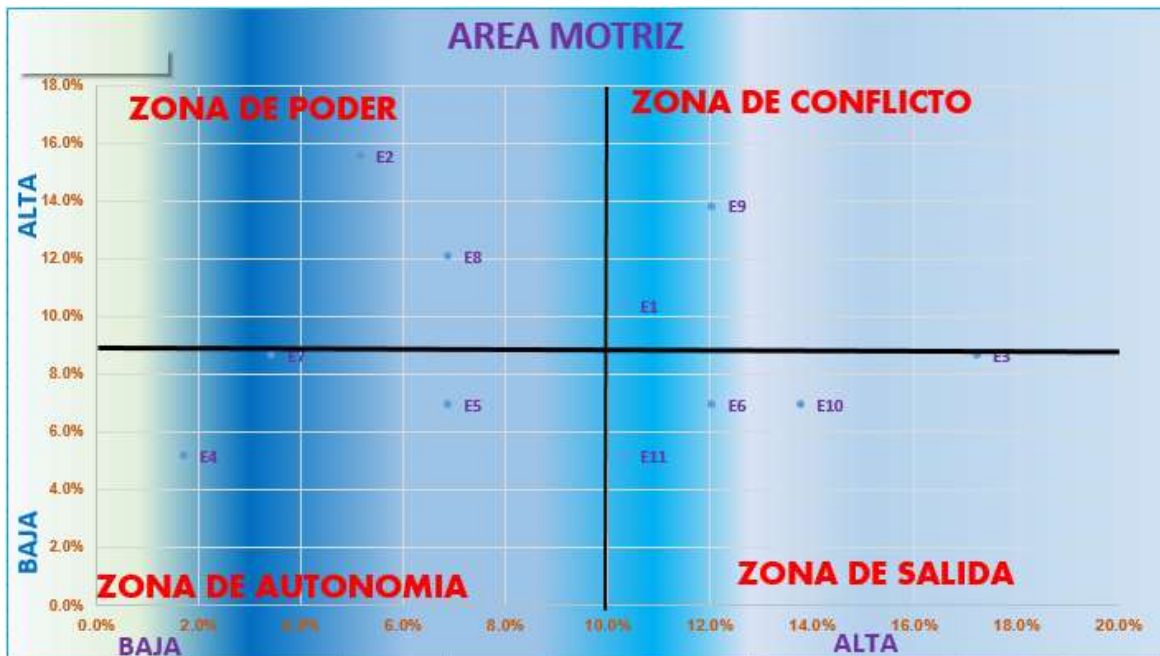 AREA MOTRIZ
18.0%
ZONA DE PODER
ZONA DE CONFLICTO
16.0%
E2
ALTA
14.0%
E9
12.0%
E8
10.0%
E1
E7
E3
8.0%
E5
E6
E10
6.0%
E4
E11
4.0%
BAJA
2.0%
ZONA DE AUTONOMIA
ZONA DE SALIDA
0.0%
0.0% 2.0% 4.0% 6.0% 8.0% 10.0% 12.0% 14.0% 16.0% 18.0% 20.0%
BAJA
ALTA